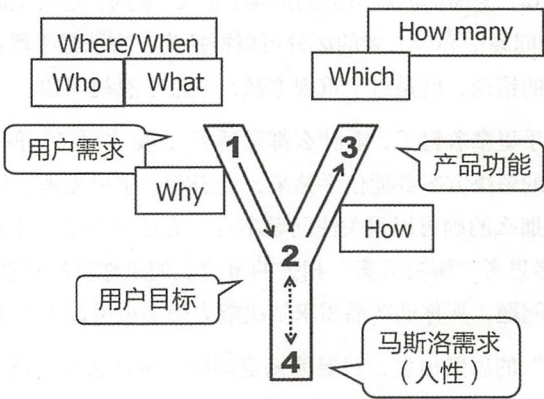 Where/When
Who
What
How many
Which
1
3
用户需求
产品功能
Why
How
2
用户目标
4
马斯洛需求
（人性）